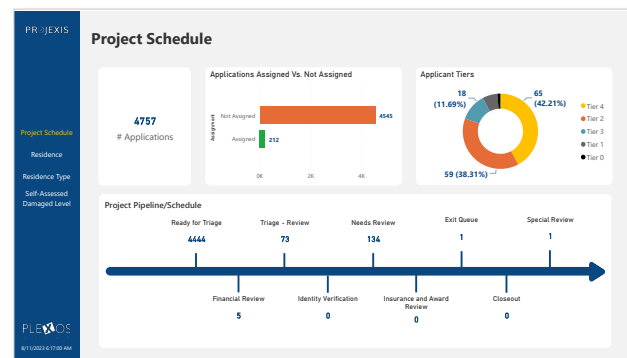 PROJEXIS
Project Schedule
Project Schedule
Residence
Residence Type
Self-Assessed
Damaged Level
PLEXOS
8/11/2023 6:17:00 AM
4757
# Applications
Applications Assigned Vs. Not Assigned
Assignment
Not Assigned
4545
Assigned
212
0K
2K
4K
Applicant Tiers
18
(11.69%)
65
(42.21%)
59 (38.31%)
Tier 4
Tier 2
Tier 3
Tier 1
Tier 0
Project Pipeline/Schedule
Ready for Triage
4444
Triage - Review
73
Needs Review
134
Exit Queue
1
Special Review
1
Financial Review
5
Identity Verification
0
Insurance and Award
Review
0
Closeout
0